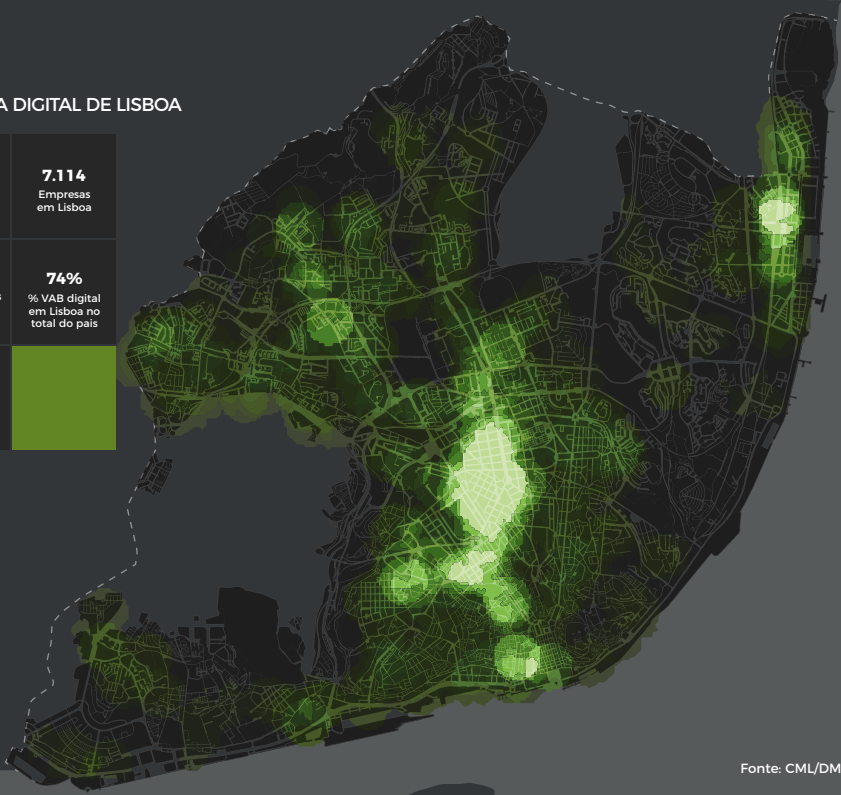 A DIGITAL DE LISBOA
7.114
Empresas
em Lisboa
74%
% VAB digital
em Lisboa no
total do pais
Fonte: CML/DM